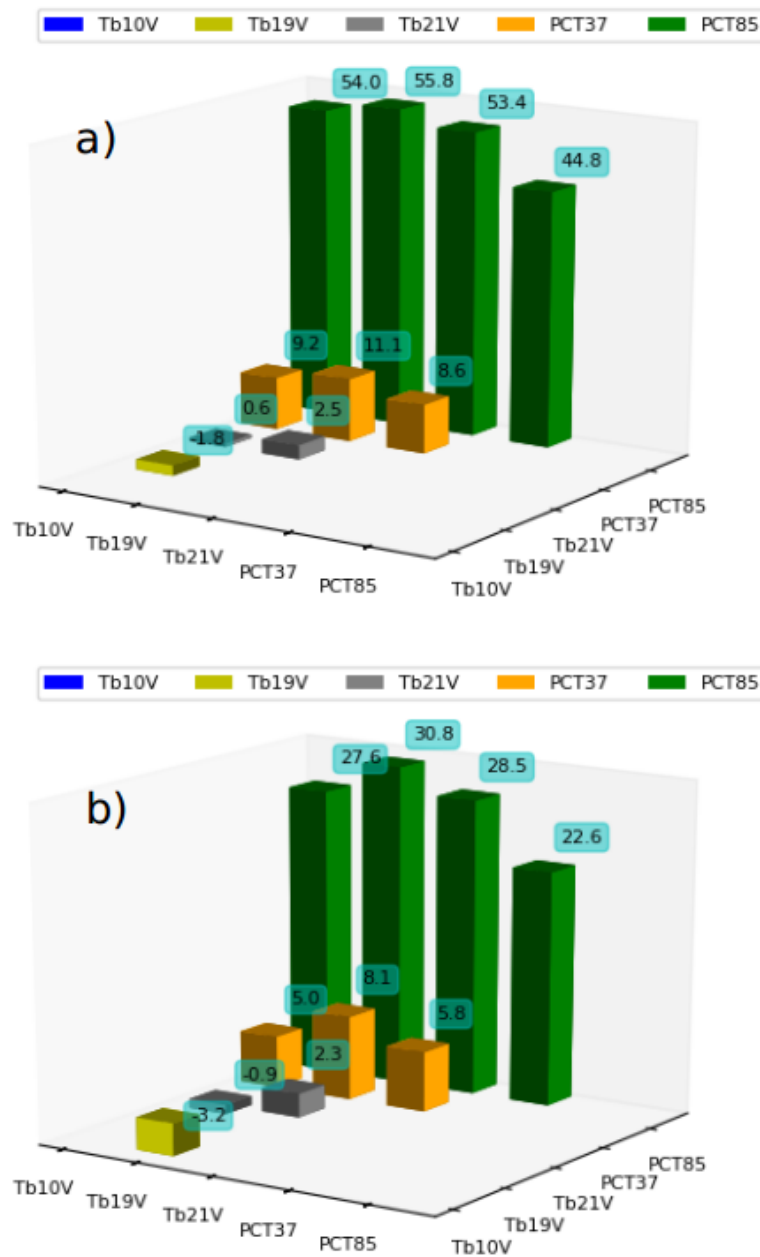 Tb10V Tb19V Tb21V PCT37 PCT85
a)
54.0 55.8 53.4 44.8
9.2 11.1 8.6
0.6 2.5
-1.8
Tb10V Tb19V Tb21V PCT37 PCT85
Tb10V Tb19V Tb21V PCT37 PCT85
Tb10V Tb19V Tb21V PCT37 PCT85
b)
27.6 30.8 28.5 22.6
5.0 8.1 5.8
-0.9 2.3
-3.2
Tb10V Tb19V Tb21V PCT37 PCT85
Tb10V Tb19V Tb21V PCT37 PCT85